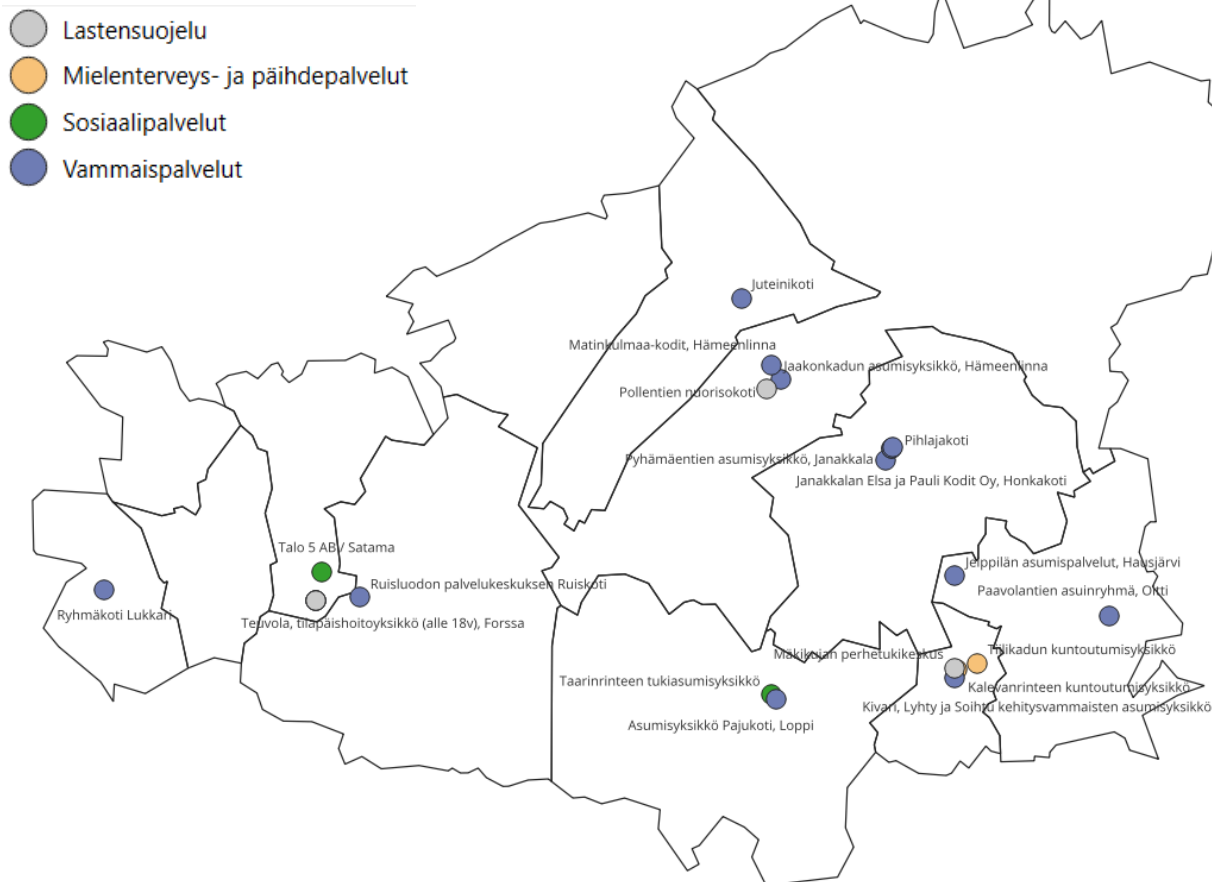 Lastensuojelu
Mielenterveys- ja päihdepalvelut
Sosiaalipalvelut
Vammaispalvelut
Juteinikoti
Matinkulmaa-kodit, Hämeenlinna
Jaakonkadun asumisyksikkö, Hämeenlinna
Pollentien nuorisokoti
Pihlajakoti
Pyhämäentien asumisyksikkö, Janakkala
Janakkalan Elsa ja Pauli Kodit Oy, Honkakoti
Talo 5 AB / Satama
Jelppilän asumispalvelut, Hausjärvi
Ruisluodon palvelukeskuksen Ruiskoti
Paavolantien asuinryhmä, Oitti
Ryhmäkoti Lukkari
Teuvola, tilapäishoitoyksikkö (alle 18v), Forssa
Tiilikadun kuntoutumisyksikkö
Mäkikujan perhetukikeskus
Taarinrinteen tukiasumisyksikkö
Kalevanrinteen kuntoutumisyksikkö
Kivari, Lyhty ja Soihtu kehitysvammaisten asumisyksikkö
Asumisyksikkö Pajukoti, Loppi